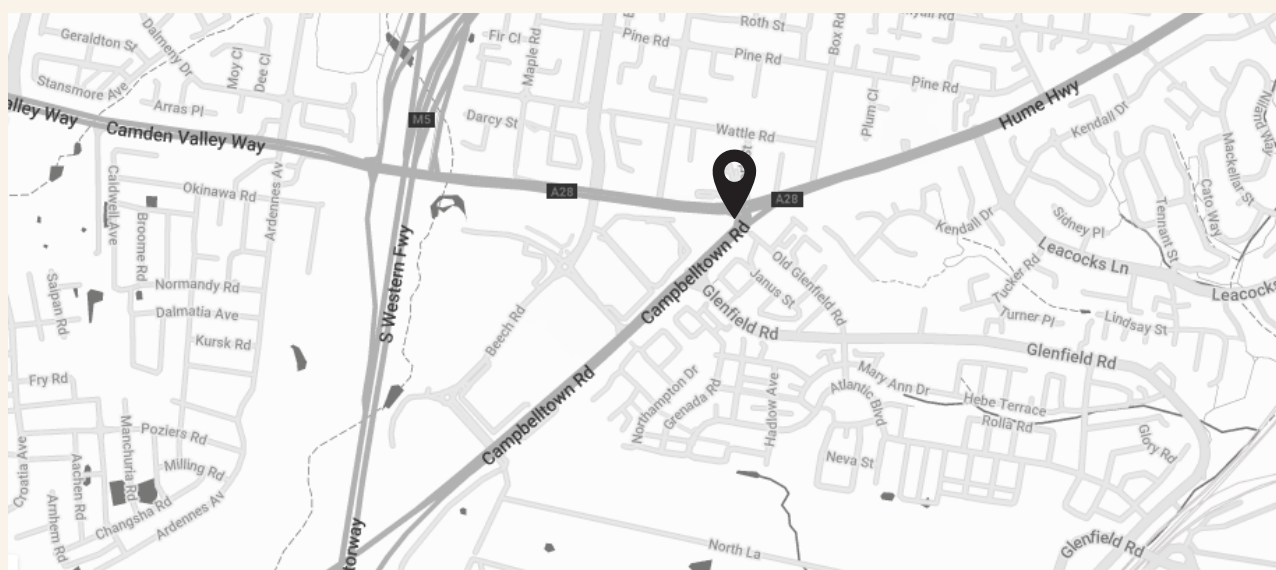 Geraldton St
Dalmeny Dr
Moy Cl
Dee Cl
Stansmore Ave
Arras Pl
alley Way
Camden Valley Way
M5
Fir Cl
Maple Rd
Darcy St
Pine Rd
Roth St
Pine Rd
Box Rd
Pine Rd
Plum Cl
Wattle Rd
Hume Hwy
Kendall Dr
Mackellar St
A28
A28
Caldwell Ave
Okinawa Rd
Ardennes Av
Broome Rd
Normandy Rd
Dalmatia Ave
Kursk Rd
Saipan Rd
S Western Fwy
Beech Rd
Campbelltown Rd
Glenfield Rd
Janus St
Old Glenfield Rd
Kendall Dr
Sidney Pl
Tennant St
Cato Way
Leacocks Ln
Leacocks
Tucker Rd
Turner Pl
Lindsay St
Glenfield Rd
Fry Rd
Croatia Ave
Manchuria Rd
Poziers Rd
Aachen Rd
Milling Rd
Changsha Rd
Ardennes Av
Arnhem Rd
Campbelltown Rd
Northampton Dr
Grenada Rd
Hadlow Ave
Atlantic Blvd
Mary Ann Dr
Hebe Terrace
Rolla Rd
Neva St
Glory Rd
torway
North La
Glenfield Rd